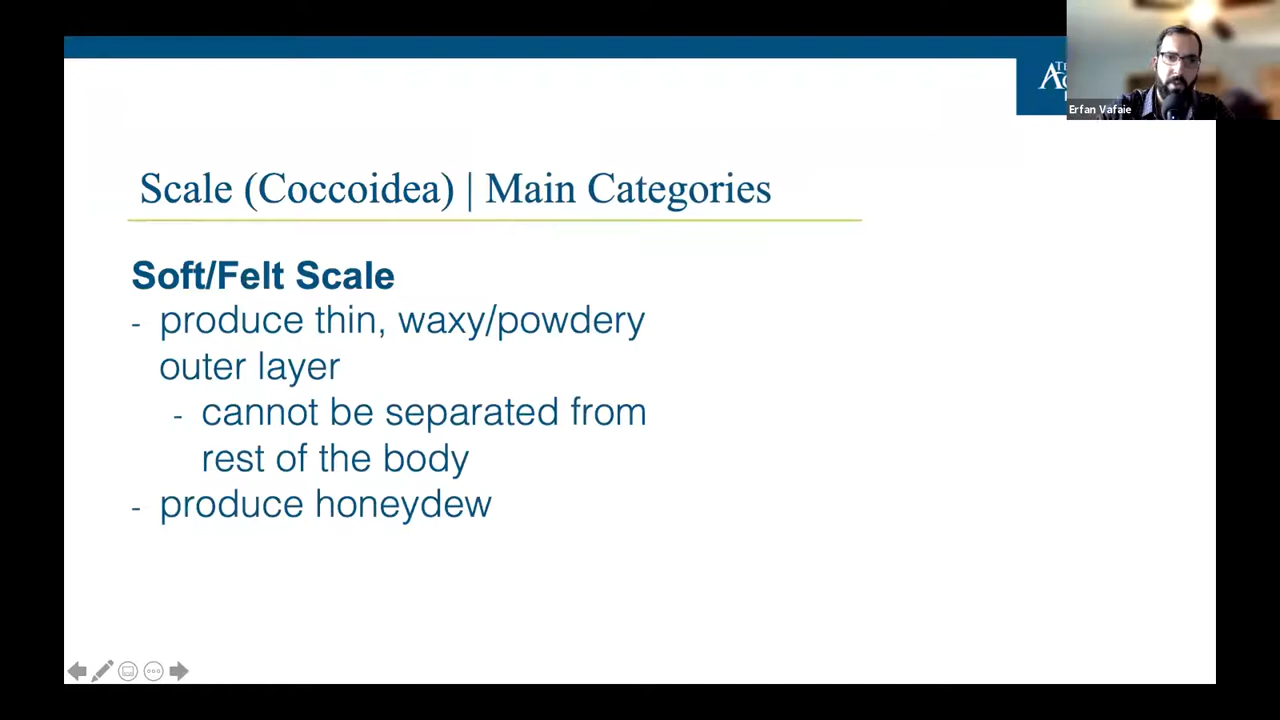 Erfan Vafaie
Scale (Coccoidea) | Main Categories
Soft/Felt Scale
- produce thin, waxy/powdery
outer layer
- cannot be separated from
rest of the body
- produce honeydew